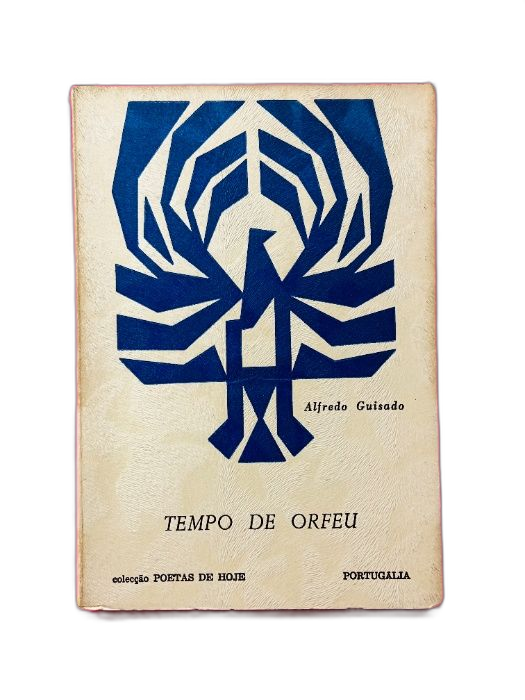 Alfredo Guisado
TEMPO DE ORFEU
colecção POETAS DE HOJE PORTUGALIA